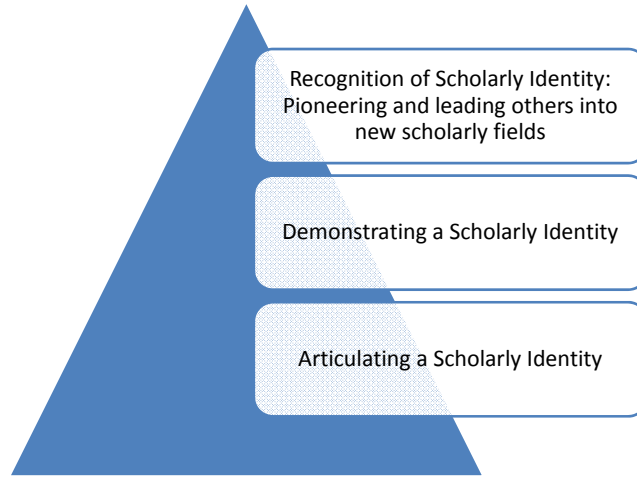 Recognition of Scholarly Identity:
Pioneering and leading others into
new scholarly fields
Demonstrating a Scholarly Identity
Articulating a Scholarly Identity